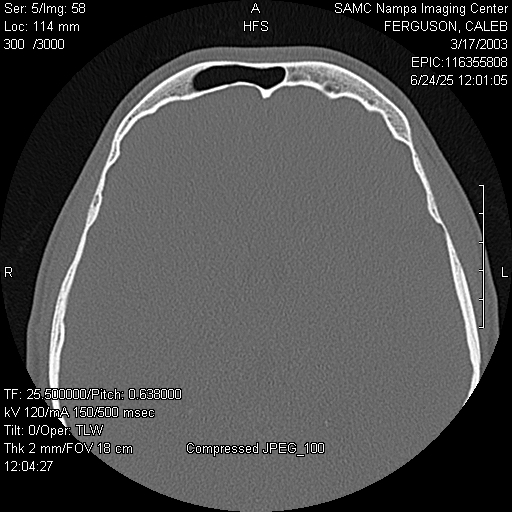 Ser: 5/Img: 58
Loc: 114 mm
300 /3000
A
HFS
SAMC Nampa Imaging Center
FERGUSON, CALEB
3/17/2003
EPIC:116355808
6/24/25 12:01:05
R
L
TF: 25.500000/Pitch: 0.638000
kV 120/mA 150/500 msec
Tilt: 0/Oper: TLW
Thk 2 mm/FOV 18 cm
12:04:27
Compressed JPEG_100